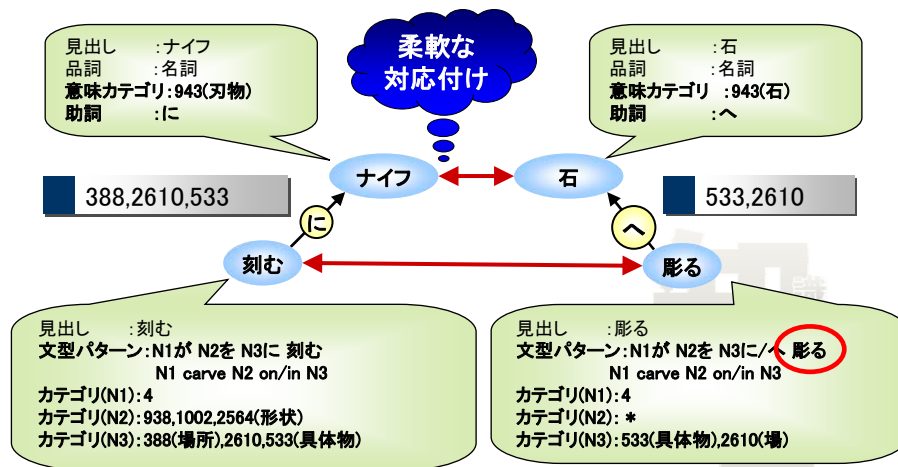 見出し　　：ナイフ
品詞　　：名詞
意味カテゴリ：943(刃物)
助詞　　：に
柔軟な
対応付け
見出し　　：石
品詞　　：名詞
意味カテゴリ　：943(石)
助詞　　：へ
ナイフ
石
388,2610,533
533,2610
に
へ
刻む
彫る
識
見出し　　：刻む
文型パターン：N1が N2を N3に 刻む
N1 carve N2 on/in N3
カテゴリ(N1)：4
カテゴリ(N2)：938,1002,2564(形状)
カテゴリ(N3)：388(場所),2610,533(具体物)
見出し　　：彫る
文型パターン：N1が N2を N3に/へ 彫る
N1 carve N2 on/in N3
カテゴリ(N1)：4
カテゴリ(N2)：＊
カテゴリ(N3)：533(具体物),2610(場)